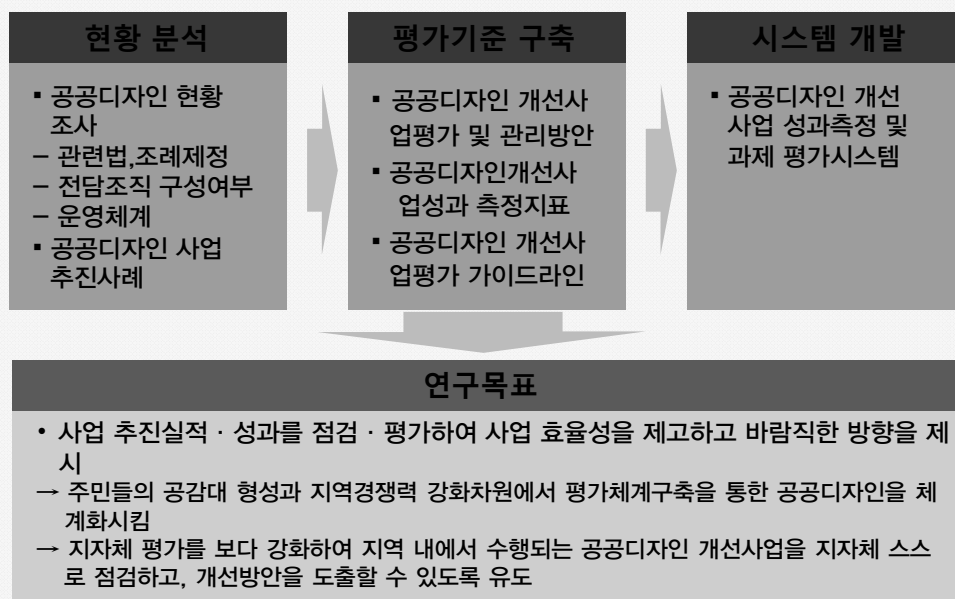 현황 분석
▪ 공공디자인 현황
조사
– 관련법,조례제정
– 전담조직 구성여부
– 운영체계
▪ 공공디자인 사업
추진사례
평가기준 구축
▪ 공공디자인 개선사
업평가 및 관리방안
▪ 공공디자인개선사
업성과 측정지표
▪ 공공디자인 개선사
업평가 가이드라인
시스템 개발
▪ 공공디자인 개선
사업 성과측정 및
과제 평가시스템
연구목표
• 사업 추진실적 · 성과를 점검 · 평가하여 사업 효율성을 제고하고 바람직한 방향을 제
시
→ 주민들의 공감대 형성과 지역경쟁력 강화차원에서 평가체계구축을 통한 공공디자인을 체
계화시킴
→ 지자체 평가를 보다 강화하여 지역 내에서 수행되는 공공디자인 개선사업을 지자체 스스
로 점검하고, 개선방안을 도출할 수 있도록 유도